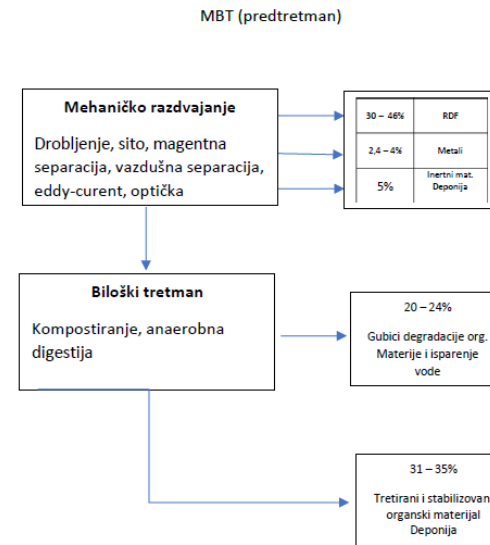 MBT (predtretman)
Mehaničko razdvajanje
Drobljenje, sito, magentna
separacija, vazdušna separacija,
eddy-curent, optička
30 – 46% RDF
2,4 – 4% Metali
5% Inertni mat.
Deponija
Biloški tretman
Kompostiranje, anaerobna
digestija
20 – 24%
Gubici degradacije org.
Materije i isparenje
vode
31 – 35%
Tretirani i stabilizovan
organski materijal
Deponija